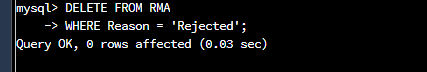 mysql> DELETE FROM RMA
    -> WHERE Reason = 'Rejected';
Query OK, 0 rows affected (0.03 sec)